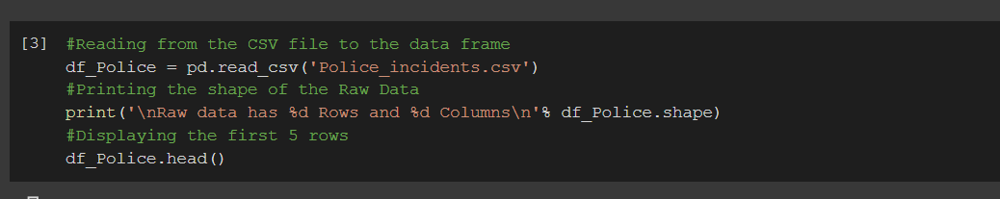 [3] #Reading from the CSV file to the data frame
df_Police = pd.read_csv('Police_incidents.csv')
#Printing the shape of the Raw Data
print('\nRaw data has %d Rows and %d Columns\n'% df_Police.shape)
#Displaying the first 5 rows
df_Police.head()